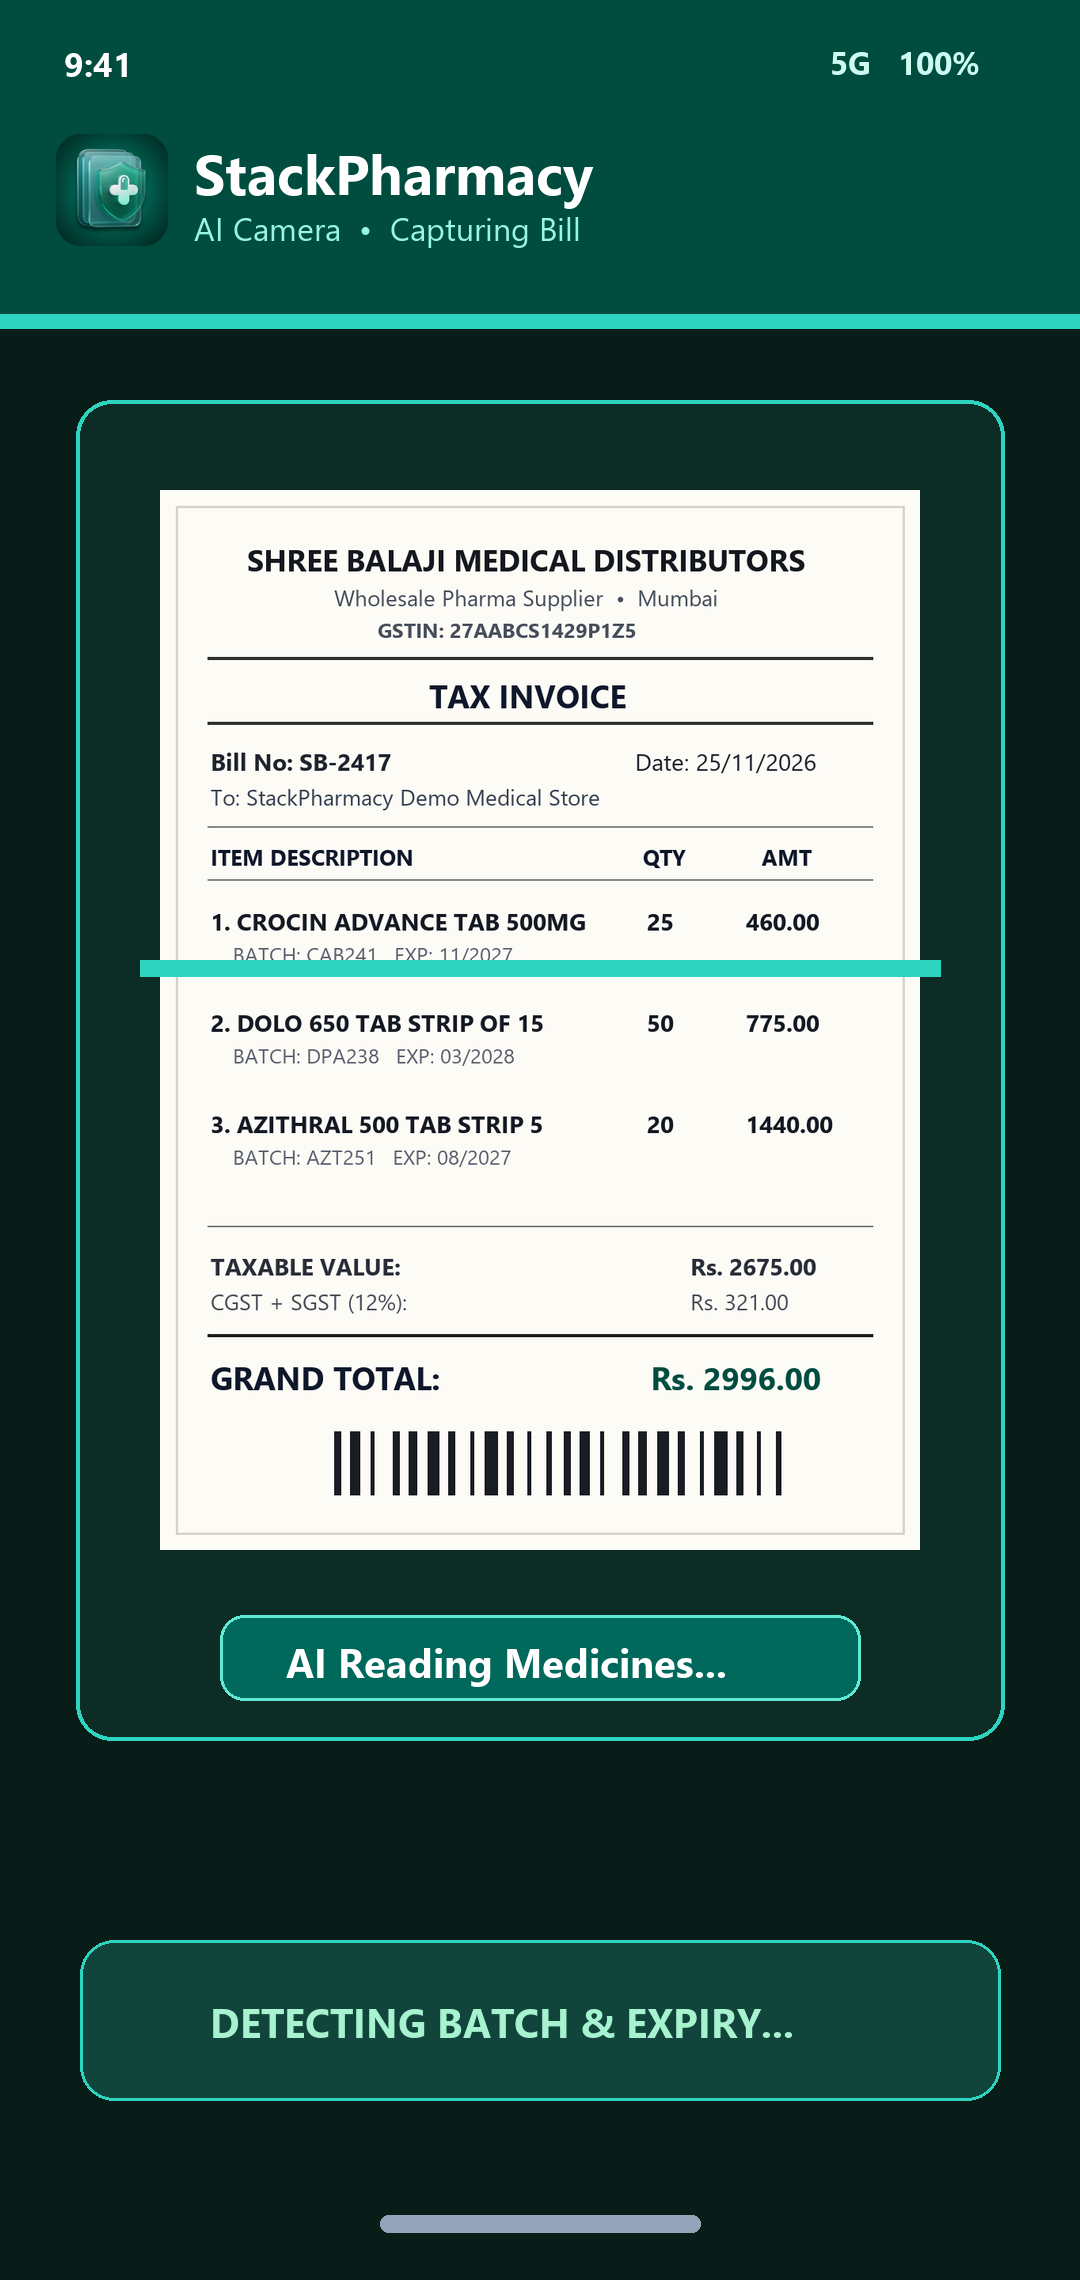 9:41 5G 100%
StackPharmacy
AI Camera • Capturing Bill
SHREE BALAJI MEDICAL DISTRIBUTORS
Wholesale Pharma Supplier • Mumbai
GSTIN: 27AABCS1429P1Z5
TAX INVOICE
Bill No: SB-2417 Date: 25/11/2026
To: StackPharmacy Demo Medical Store
ITEM DESCRIPTION QTY AMT
1. CROCIN ADVANCE TAB 500MG 25 460.00
BATCH: CAB241 EXP: 11/2027
2. DOLO 650 TAB STRIP OF 15 50 775.00
BATCH: DPA238 EXP: 03/2028
3. AZITHRAL 500 TAB STRIP 5 20 1440.00
BATCH: AZT251 EXP: 08/2027
TAXABLE VALUE: Rs. 2675.00
CGST + SGST (12%): Rs. 321.00
GRAND TOTAL: Rs. 2996.00
AI Reading Medicines...
DETECTING BATCH & EXPIRY...